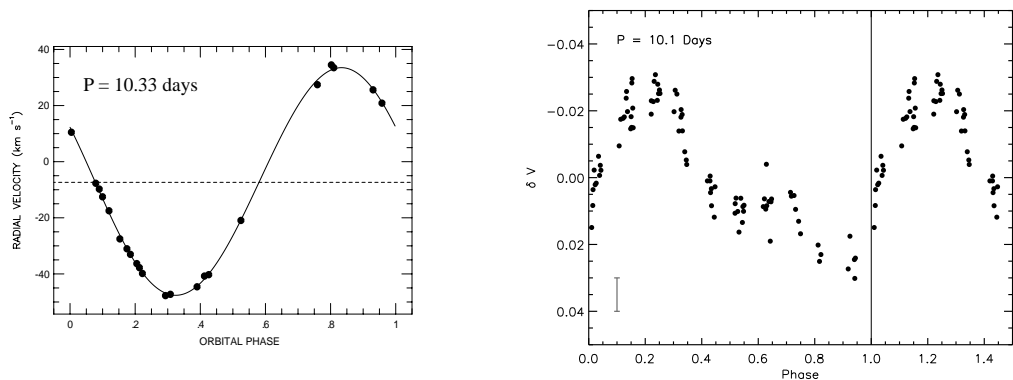 40
20
0
-20
-40
RADIAL VELOCITY (km s⁻¹)
P = 10.33 days
0 .2 .4 .6 .8 1
ORBITAL PHASE
-0.04
-0.02
0.00
0.02
0.04
δ V
P = 10.1 Days
0.0 0.2 0.4 0.6 0.8 1.0 1.2 1.4
Phase